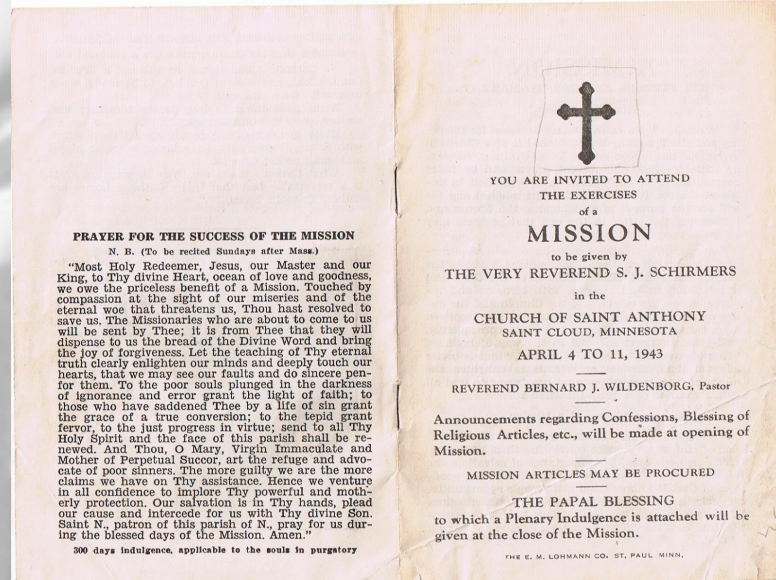 PRAYER FOR THE SUCCESS OF THE MISSION
N. B. (To be recited Sundays after Mass.)
"Most Holy Redeemer, Jesus, our Master and our
King, to Thy divine Heart, ocean of love and goodness,
we owe the priceless benefit of a Mission. Touched by
compassion at the sight of our miseries and of the
eternal woe that threatens us, Thou hast resolved to
save us. The Missionaries who are about to come to us
will be sent by Thee; it is from Thee that they will
dispense to us the bread of the Divine Word and bring
the joy of forgiveness. Let the teaching of Thy eternal
truth clearly enlighten our minds and deeply touch our
hearts, that we may see our faults and do sincere pen-
for them. To the poor souls plunged in the darkness
of ignorance and error grant the light of faith; to
those who have saddened Thee by a life of sin grant
the grace of a true conversion; to the tepid grant
fervor, to the just progress in virtue; send to all Thy
Holy Spirit and the face of this parish shall be re-
newed. And Thou, O Mary, Virgin Immaculate and
Mother of Perpetual Succor, art the refuge and advo-
cate of poor sinners. The more guilty we are the more
claims we have on Thy assistance. Hence we venture
in all confidence to implore Thy powerful and moth-
erly protection. Our salvation is in Thy hands, plead
our cause and intercede for us with Thy divine Son.
Saint N., patron of this parish of N., pray for us dur-
ing the blessed days of the Mission. Amen."
300 days indulgence, applicable to the souls in purgatory
YOU ARE INVITED TO ATTEND
THE EXERCISES
of a
MISSION
to be given by
THE VERY REVEREND S. J. SCHIRMERS
in the
CHURCH OF SAINT ANTHONY
SAINT CLOUD, MINNESOTA
APRIL 4 TO 11, 1943
REVEREND BERNARD J. WILDENBORG, Pastor
Announcements regarding Confessions, Blessing of
Religious Articles, etc., will be made at opening of
Mission.
MISSION ARTICLES MAY BE PROCURED
THE PAPAL BLESSING
to which a Plenary Indulgence is attached will be
given at the close of the Mission.
THE E. M. LOHMANN CO. ST. PAUL MINN.